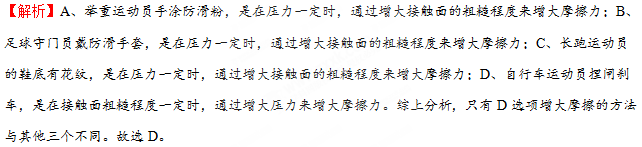 【解析】A、举重运动员手涂防滑粉，是在压力一定时，通过增大接触面的粗糙程度来增大摩擦力；B、
足球守门员戴防滑手套，是在压力一定时，通过增大接触面的粗糙程度来增大摩擦力；C、长跑运动员
的鞋底有花纹，是在压力一定时，通过增大接触面的粗糙程度来增大摩擦力；D、自行车运动员捏闸刹
车，是在接触面粗糙程度一定时，通过增大压力来增大摩擦力。综上分析，只有 D 选项增大摩擦的方法
与其他三个不同。故选 D。